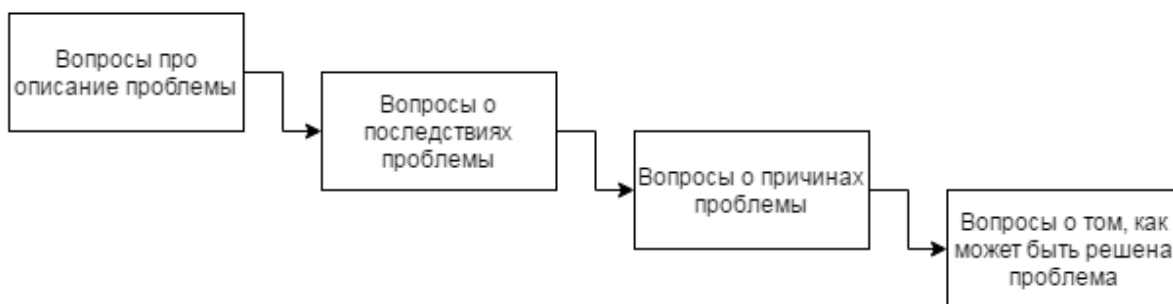 Вопросы про
описание проблемы
Вопросы о
последствиях
проблемы
Вопросы о причинах
проблемы
Вопросы о том, как
может быть решена
проблема